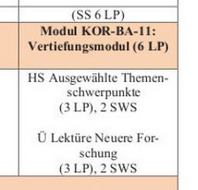 (SS 6 LP)
Modul KOR-BA-11:
Vertiefungsmodul (6 LP)
HS Ausgewählte Themen-
schwerpunkte
(3 LP), 2 SWS
Ü Lektüre Neuere For-
schung
(3 LP), 2 SWS